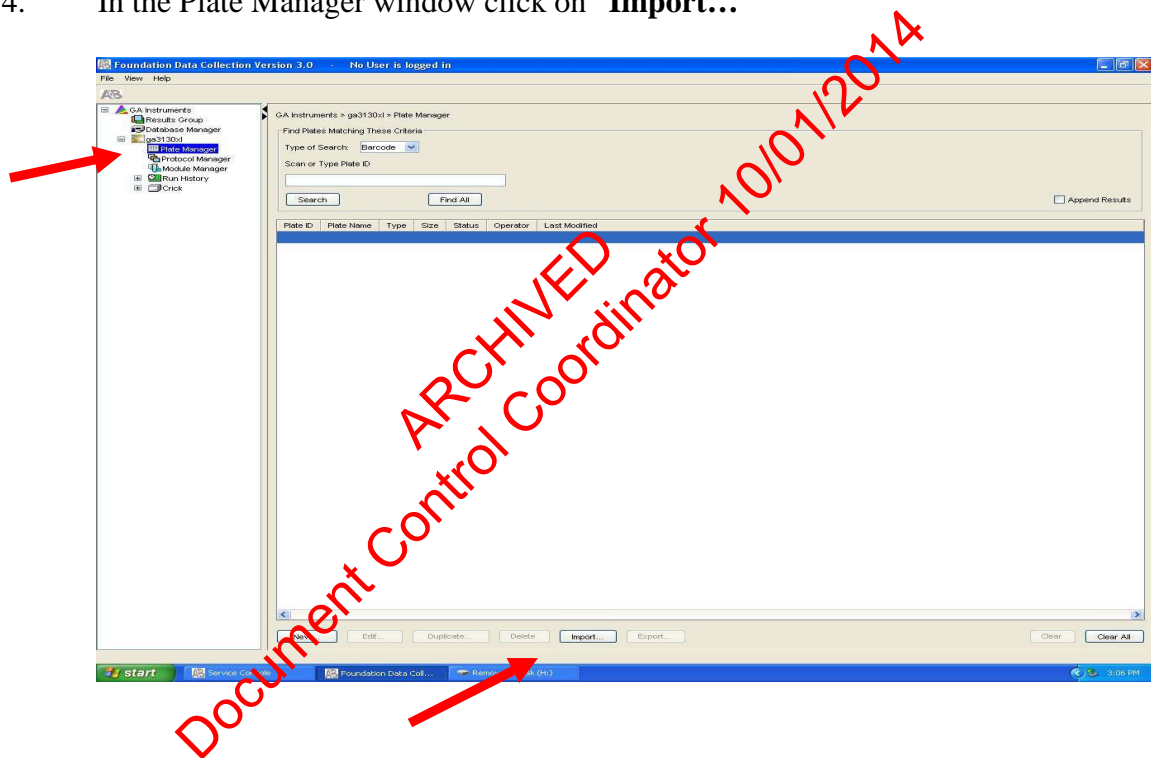 4. In the Plate Manager window click on "Import…"
Foundation Data Collection Version 3.0 - No User is logged in
File View Help
AB
GA Instruments
Results Group
Database Manager
ga3130xl
Plate Manager
Protocol Manager
Module Manager
Run History
Crick
GA Instruments > ga3130xl > Plate Manager
Find Plates Matching These Criteria
Type of Search: Barcode
Scan or Type Plate ID
Search Find All Append Results
Plate ID Plate Name Type Size Status Operator Last Modified
New... Edit... Duplicate... Delete Import... Export... Clear Clear All
start Service Console Foundation Data Coll... (H:) 3:06 PM
ARCHIVED
Document Control Coordinator 10/01/2014